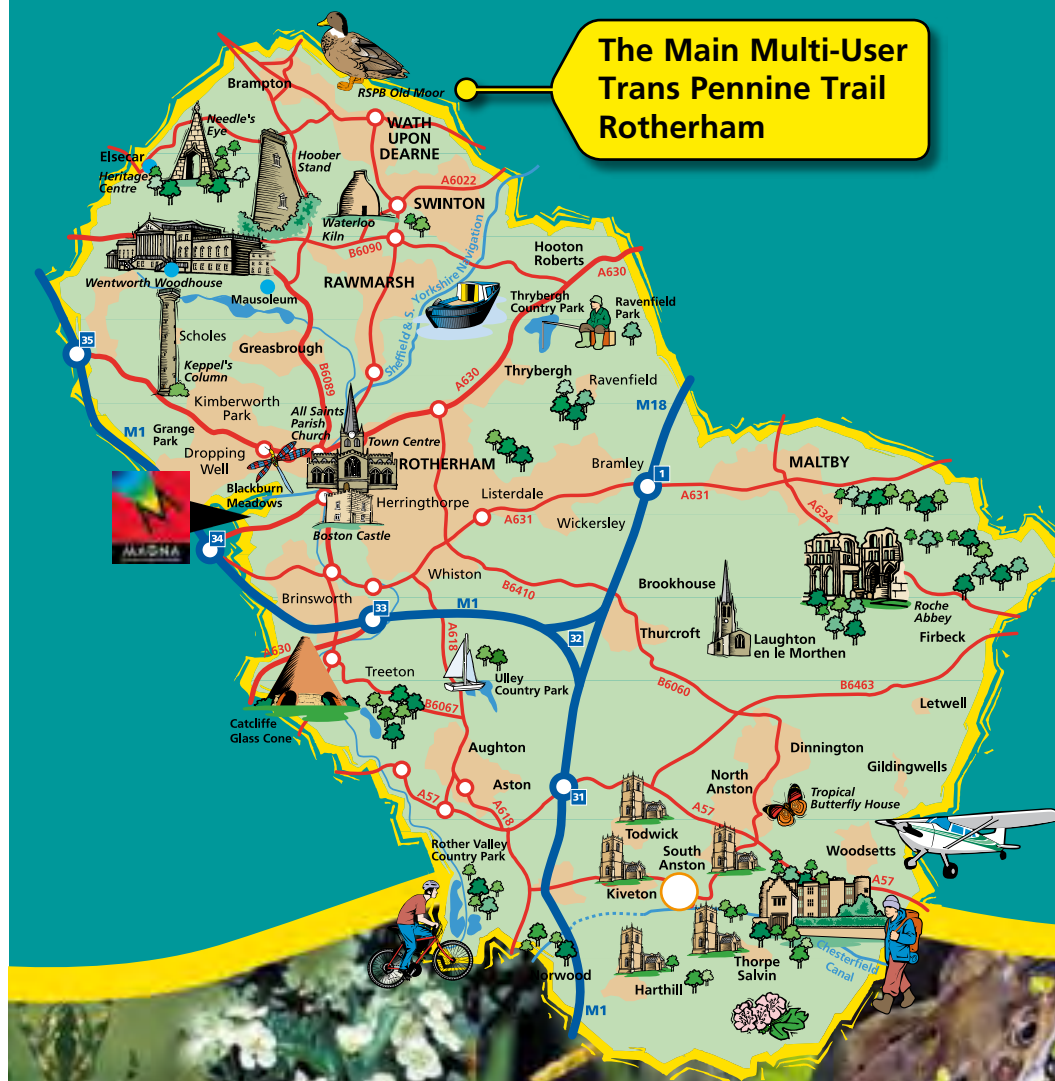 The Main Multi-User
Trans Pennine Trail
Rotherham
RSPB Old Moor
Brampton
Needle's
Eye
WATH
UPON
DEARNE
Elsecar
Heritage
Centre
Hoober
Stand
A6022
SWINTON
Waterloo
Kiln
B6090
Hooton
Roberts
A630
Wentworth Woodhouse
RAWMARSH
Mausoleum
Sheffield & S. Yorkshire Navigation
Thrybergh
Country Park
Ravenfield
Park
35
Scholes
Greasbrough
Keppel's
Column
B6089
A630
Thrybergh
Ravenfield
M18
Kimberworth
Park
All Saints
Parish
Church
M1
Grange
Park
Dropping
Well
Town Centre
ROTHERHAM
Bramley
1
MALTBY
A631
Blackburn
Meadows
Herringthorpe
Listerdale
A631
A634
MAGNA
Boston Castle
Wickersley
34
Whiston
Brinsworth
B6410
Brookhouse
Roche
Abbey
M1
33
32
Thurcroft
Laughton
en le Morthen
Firbeck
A630
A618
Treeton
Ulley
Country Park
B6060
B6463
Letwell
B6067
Catcliffe
Glass Cone
Aughton
Dinnington
Gildingwells
Aston
31
North
Anston
Tropical
Butterfly House
A57
A618
A57
Todwick
Rother Valley
Country Park
South
Anston
Woodsetts
Kiveton
A57
Chesterfield
Canal
Thorpe
Salvin
Norwood
Harthill
M1